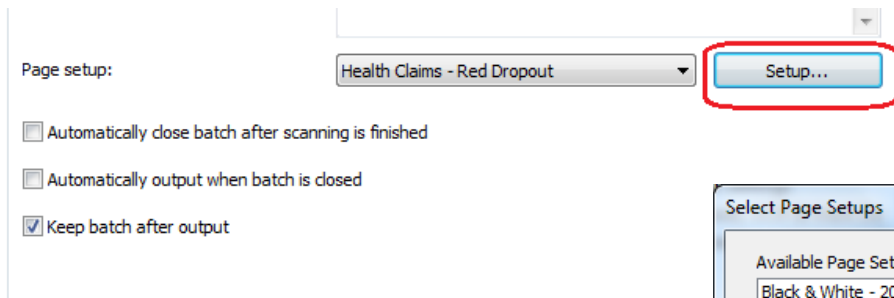 Page setup:
Health Claims - Red Dropout
Setup...
Automatically close batch after scanning is finished
Automatically output when batch is closed
Keep batch after output
Select Page Setups
Available Page Set
Black & White - 20